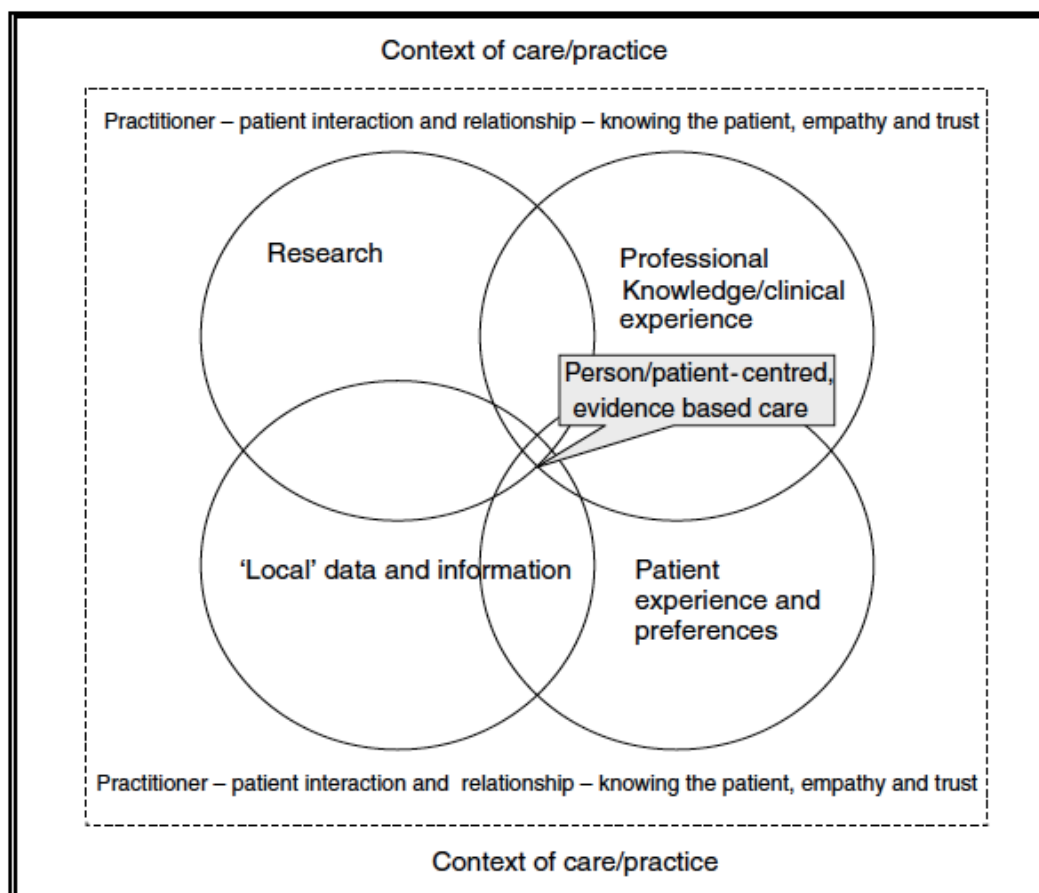 Context of care/practice
Practitioner – patient interaction and relationship – knowing the patient, empathy and trust
Research
Professional
Knowledge/clinical
experience
Person/patient-centred,
evidence based care
‘Local’ data and information
Patient
experience and
preferences
Practitioner – patient interaction and relationship – knowing the patient, empathy and trust
Context of care/practice